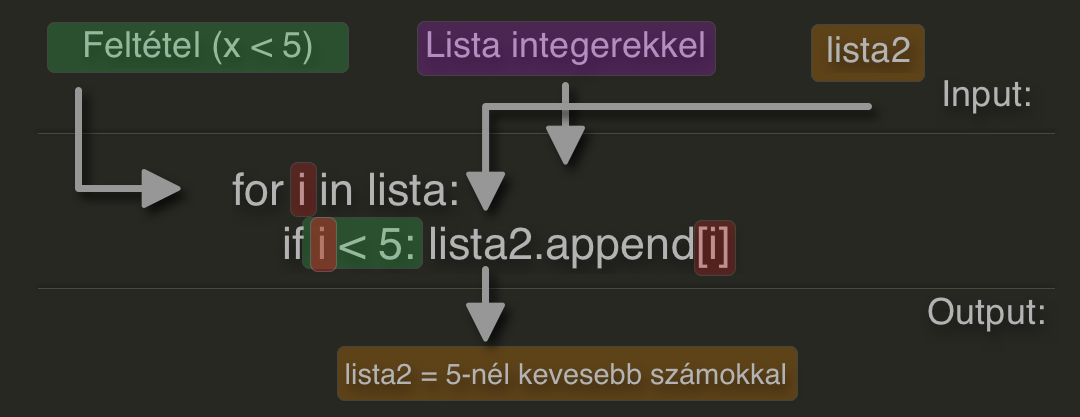 Feltétel (x < 5)
Lista integerekkel
lista2
Input:
for i in lista:
if i < 5: lista2.append[i]
Output:
lista2 = 5-nél kevesebb számokkal